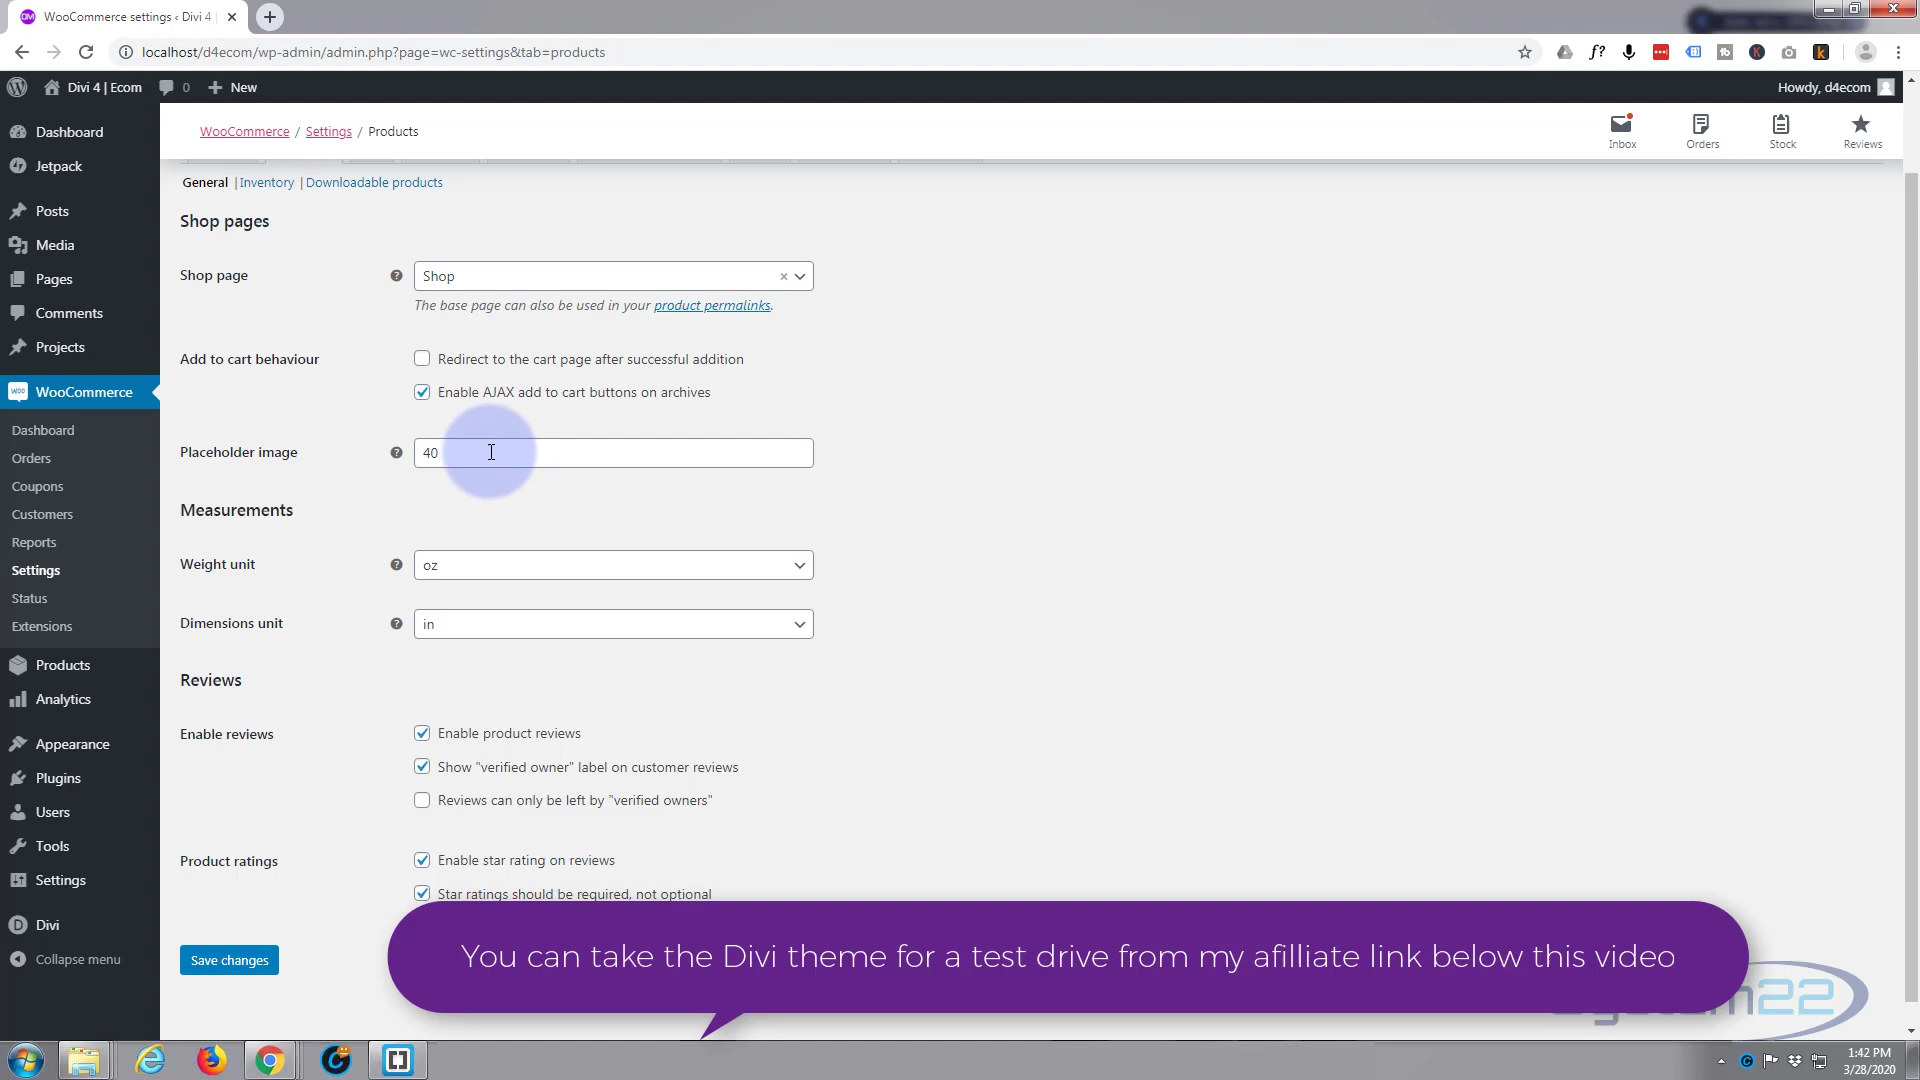 WooCommerce settings ‹ Divi 4
localhost/d4ecom/wp-admin/admin.php?page=wc-settings&tab=products
Divi 4 | Ecom
0
New
Howdy, d4ecom
WooCommerce / Settings / Products
Inbox
Orders
Stock
Reviews
Dashboard
Jetpack
Posts
Media
Pages
Comments
Projects
WooCommerce
Dashboard
Orders
Coupons
Customers
Reports
Settings
Status
Extensions
Products
Analytics
Appearance
Plugins
Users
Tools
Settings
Divi
Collapse menu
General | Inventory | Downloadable products
Shop pages
Shop page
Shop
The base page can also be used in your product permalinks.
Add to cart behaviour
Redirect to the cart page after successful addition
Enable AJAX add to cart buttons on archives
Placeholder image
40
Measurements
Weight unit
oz
Dimensions unit
in
Reviews
Enable reviews
Enable product reviews
Show "verified owner" label on customer reviews
Reviews can only be left by "verified owners"
Product ratings
Enable star rating on reviews
Star ratings should be required, not optional
Save changes
You can take the Divi theme for a test drive from my afilliate link below this video
1:42 PM
3/28/2020